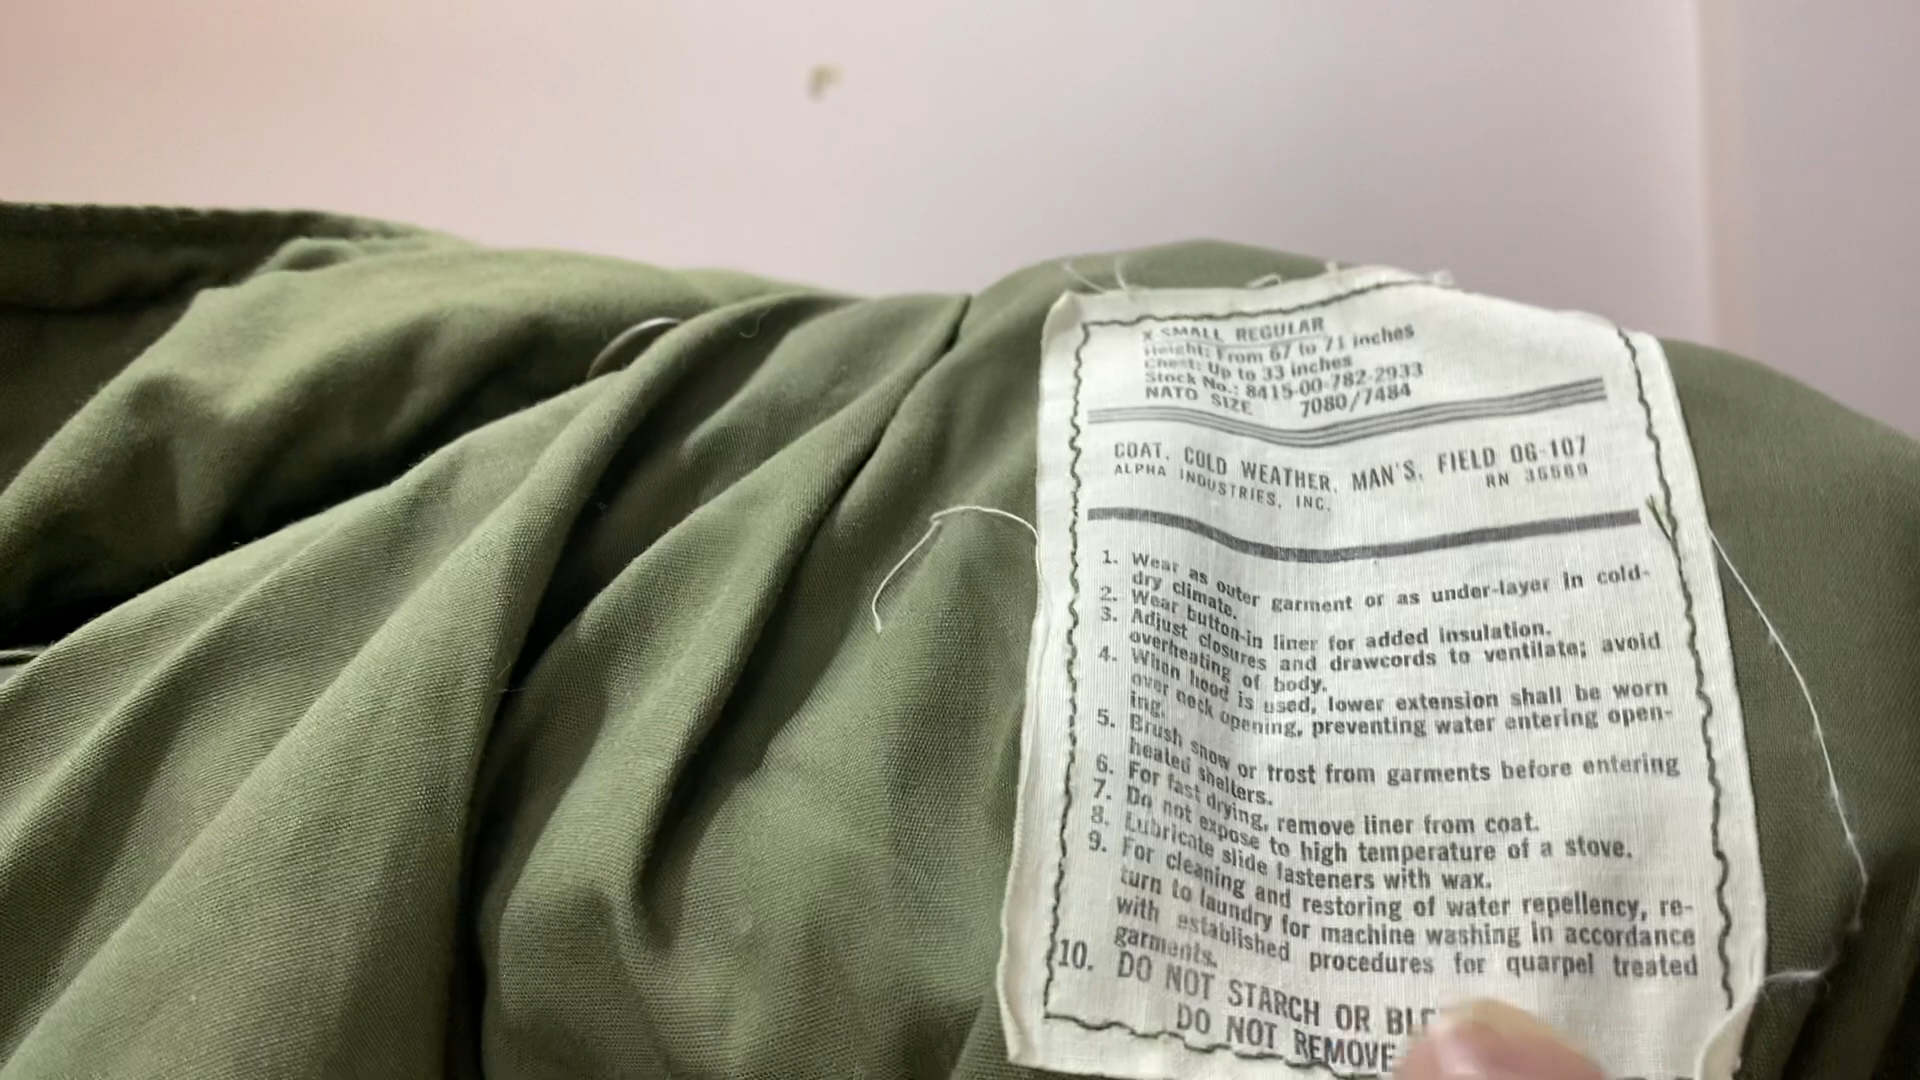 X SMALL REGULAR
Height: From 67 to 71 inches
Chest: Up to 33 inches
Stock No.: 8415-00-782-2933
NATO SIZE 7080/7484
COAT, COLD WEATHER, MAN'S, FIELD OG-107
ALPHA INDUSTRIES, INC. RN 35589
1. Wear as outer garment or as under-layer in cold-
dry climate.
2. Wear button-in liner for added insulation.
3. Adjust closures and drawcords to ventilate; avoid
overheating of body.
4. When hood is used, lower extension shall be worn
over neck opening, preventing water entering open-
ing.
5. Brush snow or frost from garments before entering
heated shelters.
6. For fast drying, remove liner from coat.
7. Do not expose to high temperature of a stove.
8. Lubricate slide fasteners with wax.
9. For cleaning and restoring of water repellency, re-
turn to laundry for machine washing in accordance
with established procedures for quarpel treated
garments.
10. DO NOT STARCH OR
DO NOT REMOVE